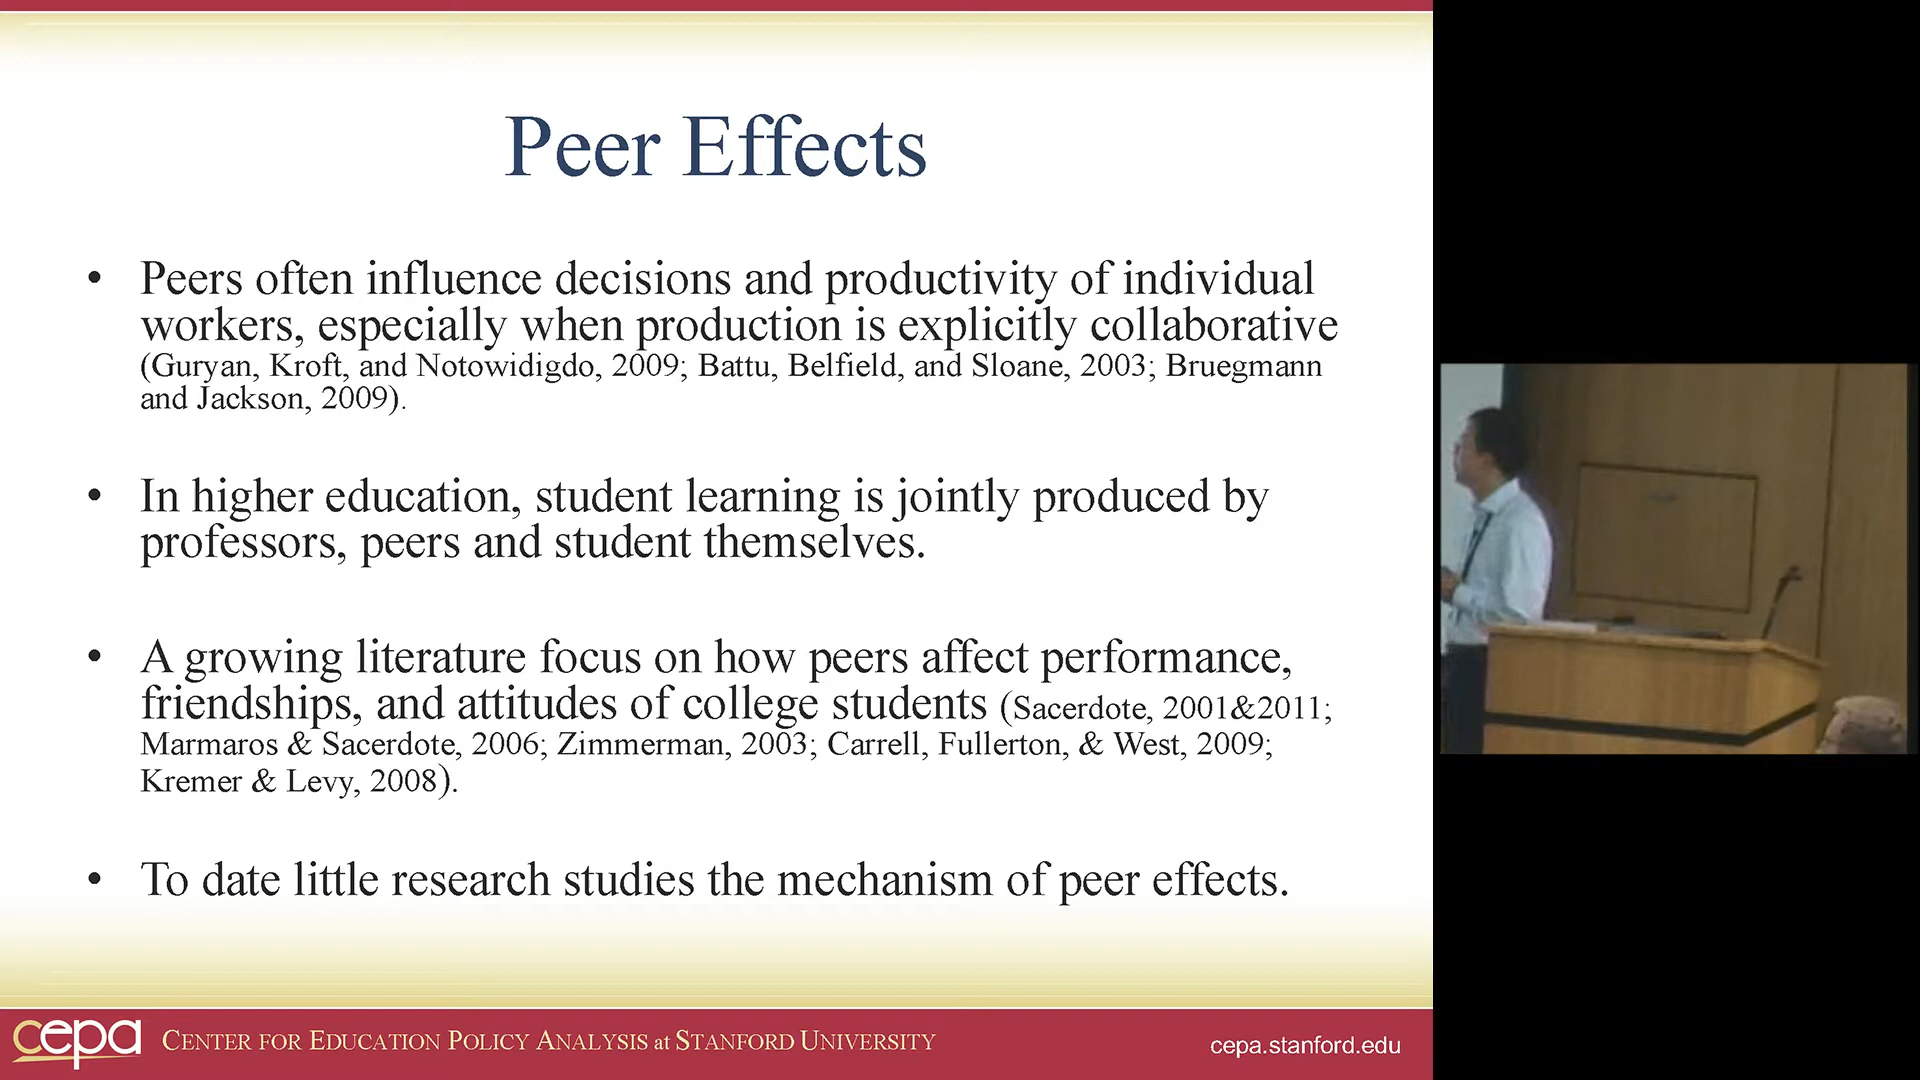 Peer Effects
• Peers often influence decisions and productivity of individual
workers, especially when production is explicitly collaborative
(Guryan, Kroft, and Notowidigdo, 2009; Battu, Belfield, and Sloane, 2003; Bruegmann
and Jackson, 2009).
• In higher education, student learning is jointly produced by
professors, peers and student themselves.
• A growing literature focus on how peers affect performance,
friendships, and attitudes of college students (Sacerdote, 2001&2011;
Marmaros & Sacerdote, 2006; Zimmerman, 2003; Carrell, Fullerton, & West, 2009;
Kremer & Levy, 2008).
• To date little research studies the mechanism of peer effects.
cepa CENTER FOR EDUCATION POLICY ANALYSIS at STANFORD UNIVERSITY
cepa.stanford.edu